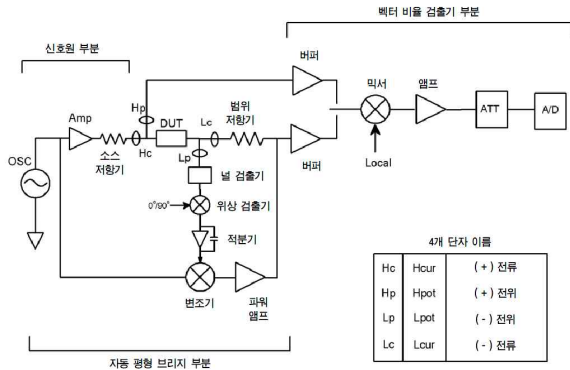 벡터 비율 검출기 부분
신호원 부분
버퍼
믹서
앰프
ATT
A/D
Local
Amp
Hp
DUT
Lc
범위
저항기
버퍼
OSC
소스
저항기
Hc
Lp
널 검출기
0°/90°
위상 검출기
적분기
변조기
파워
앰프
자동 평형 브리지 부분
4개 단자 이름
Hc Hcur (+) 전류
Hp Hpot (+) 전위
Lp Lpot (-) 전위
Lc Lcur (-) 전류